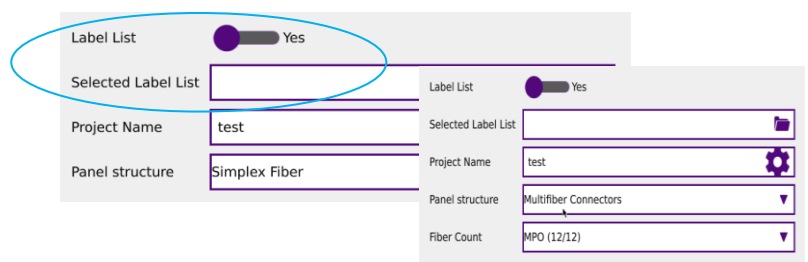 Label List Yes
Selected Label List
Project Name test
Panel structure Simplex Fiber
Label List Yes
Selected Label List
Project Name test
Panel structure Multifiber Connectors
Fiber Count MPO (12/12)